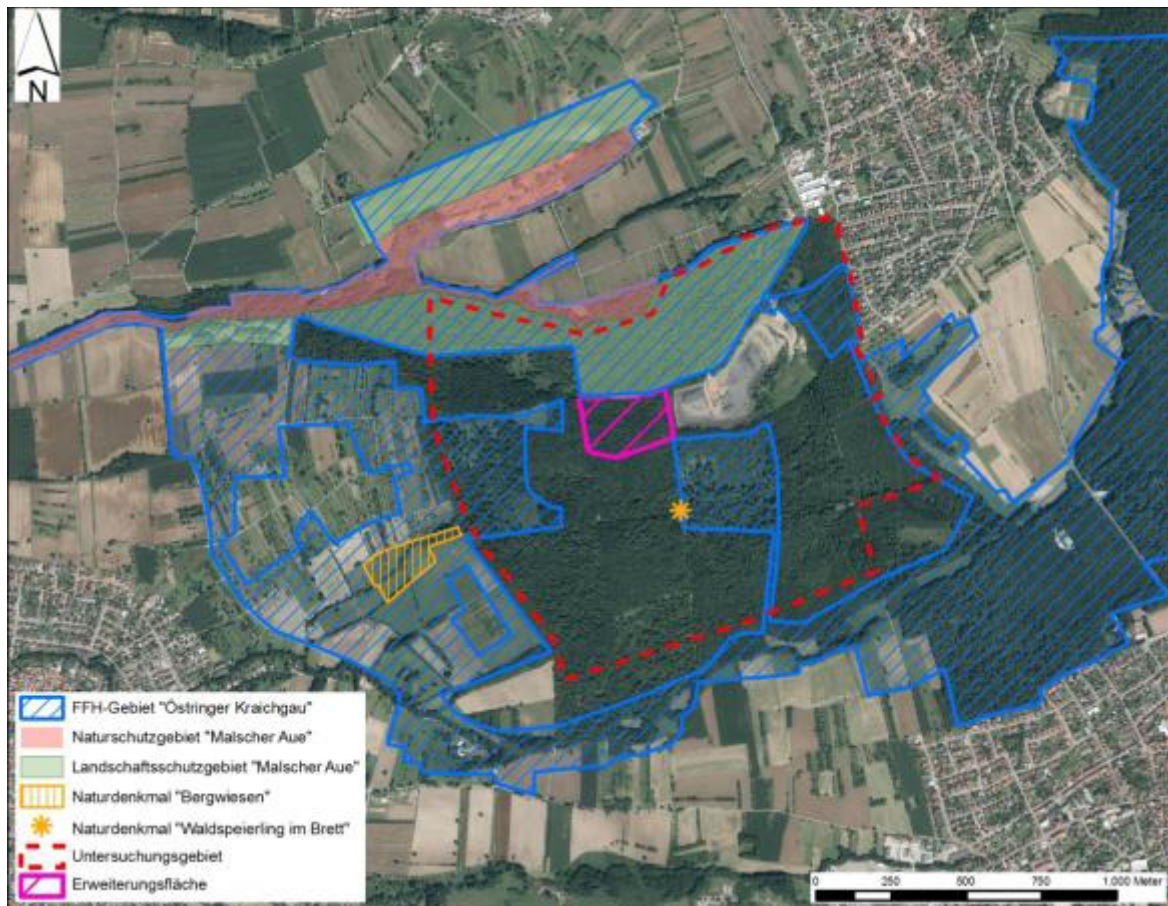 N
FFH-Gebiet "Östringer Kraichgau"
Naturschutzgebiet "Malscher Aue"
Landschaftsschutzgebiet "Malscher Aue"
Naturdenkmal "Bergwiesen"
Naturdenkmal "Waldspeierling im Brett"
Untersuchungsgebiet
Erweiterungsfläche
0 250 500 750 1.000 Meter